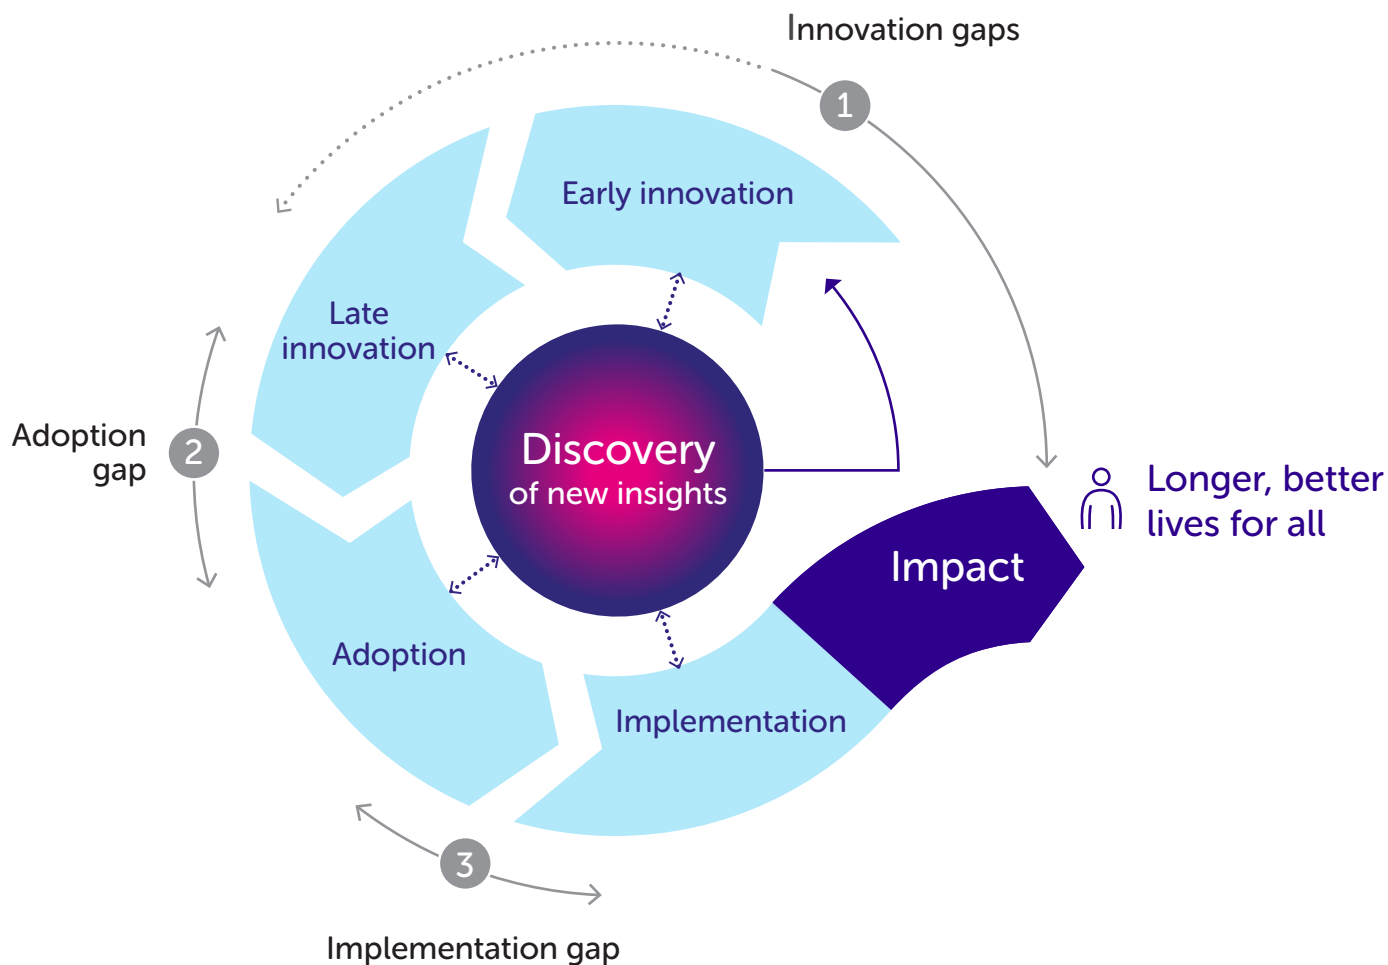 Innovation gaps
1
Early innovation
Late
innovation
Adoption
gap
2
Discovery
of new insights
Longer, better
lives for all
Impact
Adoption
Implementation
3
Implementation gap